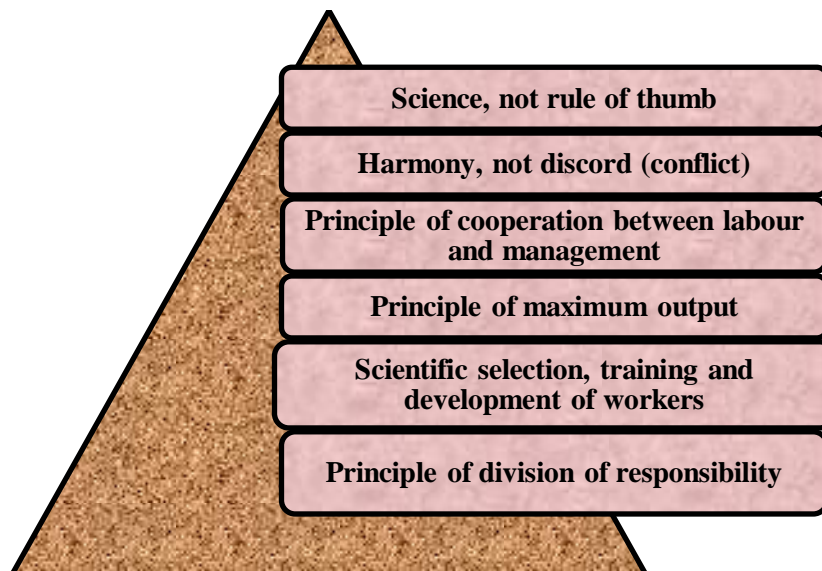 Science, not rule of thumb
Harmony, not discord (conflict)
Principle of cooperation between labour
and management
Principle of maximum output
Scientific selection, training and
development of workers
Principle of division of responsibility